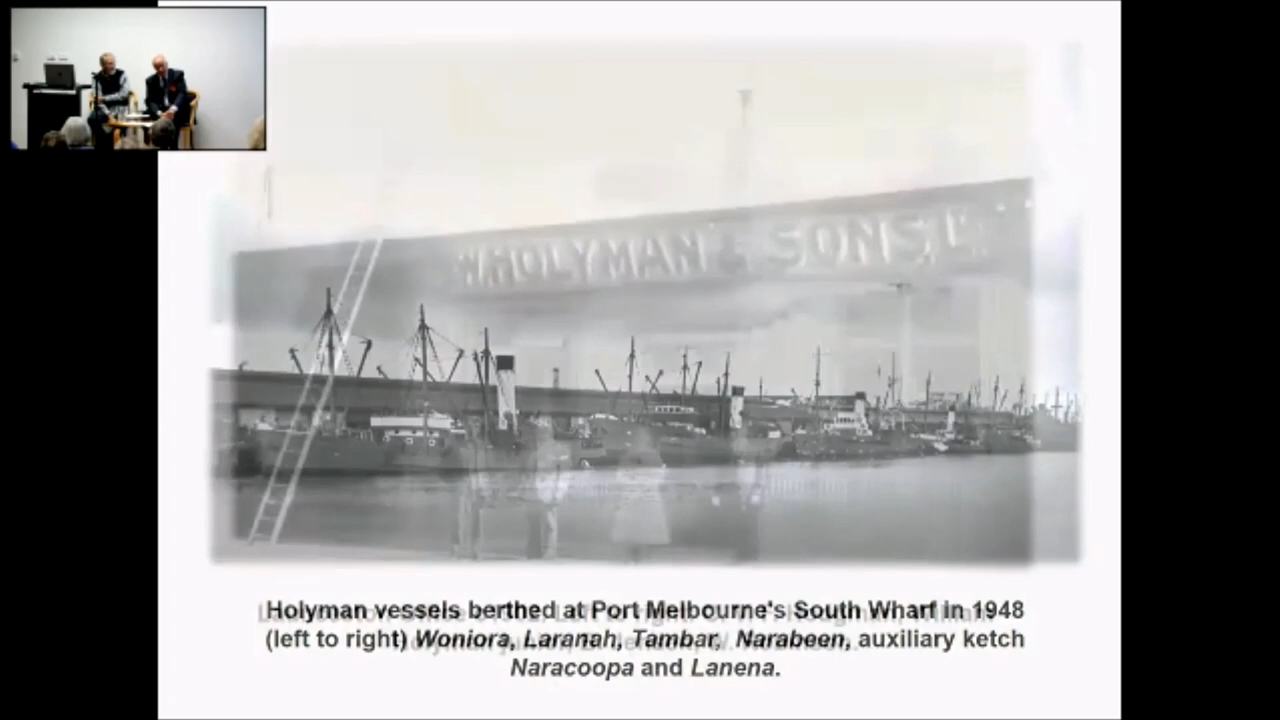 W.HOLYMAN & SONS, L
Holyman vessels berthed at Port Melbourne's South Wharf in 1948
(left to right) Woniora, Laranah, Tambar, Narabeen, auxiliary ketch
Naracoopa and Lanena.